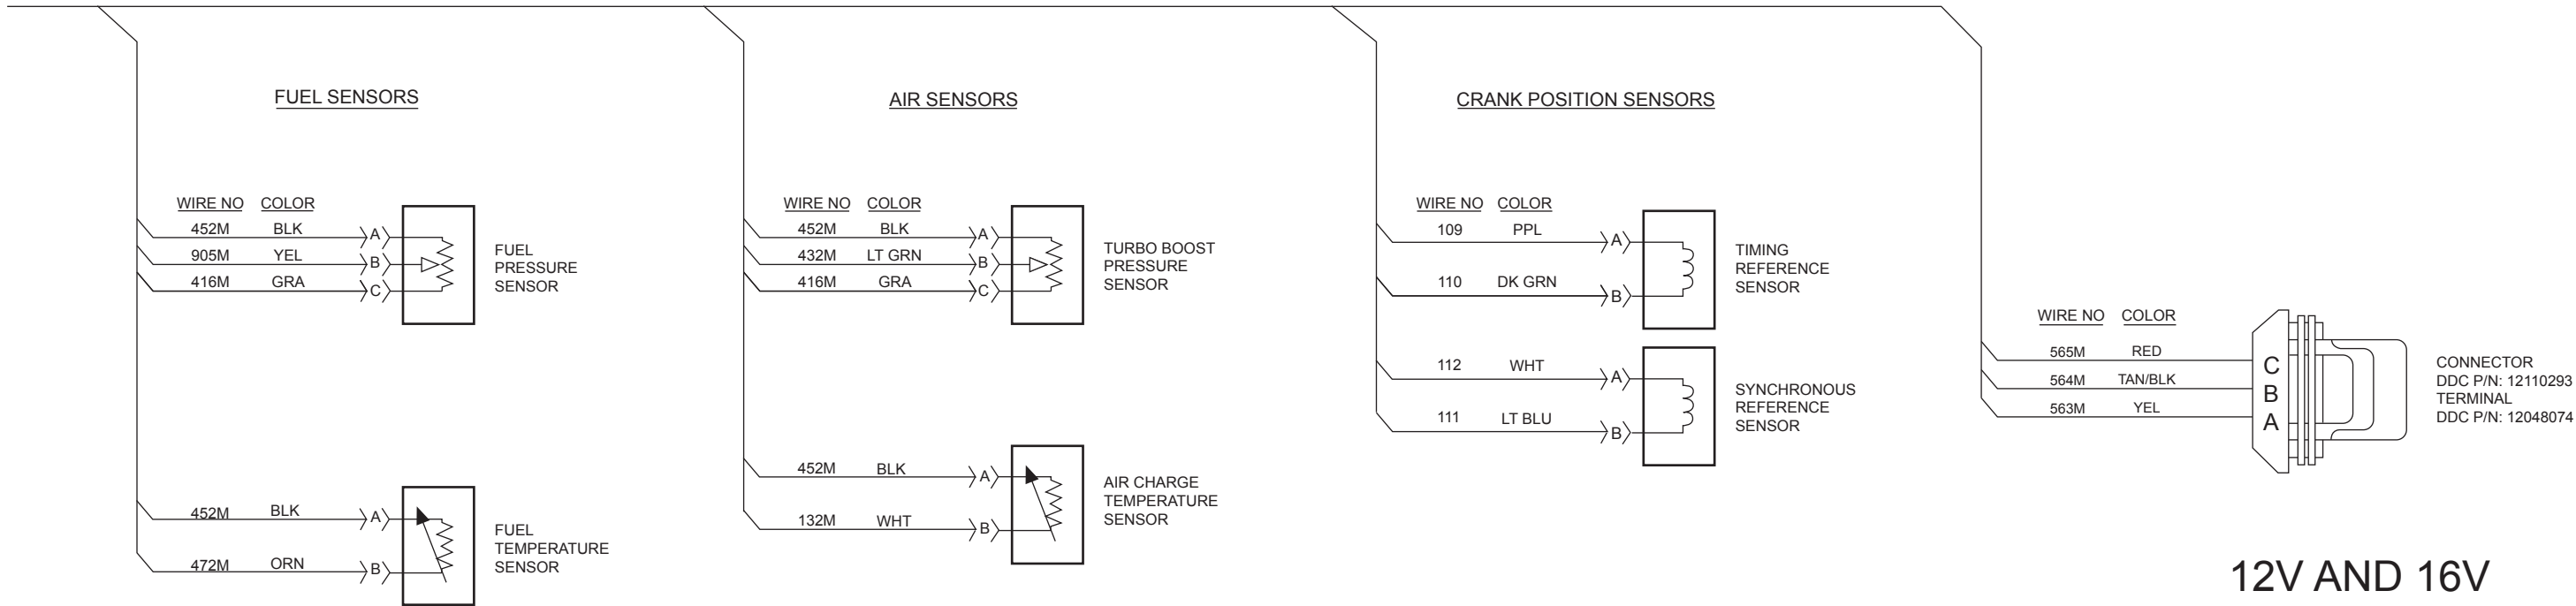 FUEL SENSORS
WIRE NO COLOR
452M BLK A
905M YEL B
416M GRA C
FUEL
PRESSURE
SENSOR
452M BLK A
472M ORN B
FUEL
TEMPERATURE
SENSOR
AIR SENSORS
WIRE NO COLOR
452M BLK A
432M LT GRN B
416M GRA C
TURBO BOOST
PRESSURE
SENSOR
452M BLK A
132M WHT B
AIR CHARGE
TEMPERATURE
SENSOR
CRANK POSITION SENSORS
WIRE NO COLOR
109 PPL A
110 DK GRN B
TIMING
REFERENCE
SENSOR
112 WHT A
111 LT BLU B
SYNCHRONOUS
REFERENCE
SENSOR
WIRE NO COLOR
565M RED C
564M TAN/BLK B
563M YEL A
CONNECTOR
DDC P/N: 12110293
TERMINAL
DDC P/N: 12048074
12V AND 16V